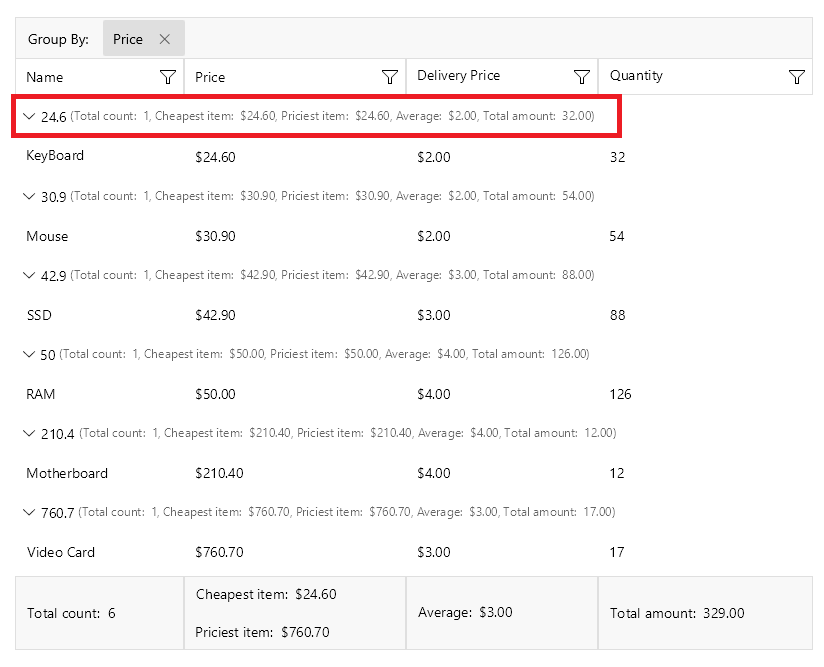 Group By: Price
Name Price Delivery Price Quantity
24.6 (Total count: 1, Cheapest item: $24.60, Priciest item: $24.60, Average: $2.00, Total amount: 32.00)
KeyBoard $24.60 $2.00 32
30.9 (Total count: 1, Cheapest item: $30.90, Priciest item: $30.90, Average: $2.00, Total amount: 54.00)
Mouse $30.90 $2.00 54
42.9 (Total count: 1, Cheapest item: $42.90, Priciest item: $42.90, Average: $3.00, Total amount: 88.00)
SSD $42.90 $3.00 88
50 (Total count: 1, Cheapest item: $50.00, Priciest item: $50.00, Average: $4.00, Total amount: 126.00)
RAM $50.00 $4.00 126
210.4 (Total count: 1, Cheapest item: $210.40, Priciest item: $210.40, Average: $4.00, Total amount: 12.00)
Motherboard $210.40 $4.00 12
760.7 (Total count: 1, Cheapest item: $760.70, Priciest item: $760.70, Average: $3.00, Total amount: 17.00)
Video Card $760.70 $3.00 17
Cheapest item: $24.60
Total count: 6 Average: $3.00 Total amount: 329.00
Priciest item: $760.70